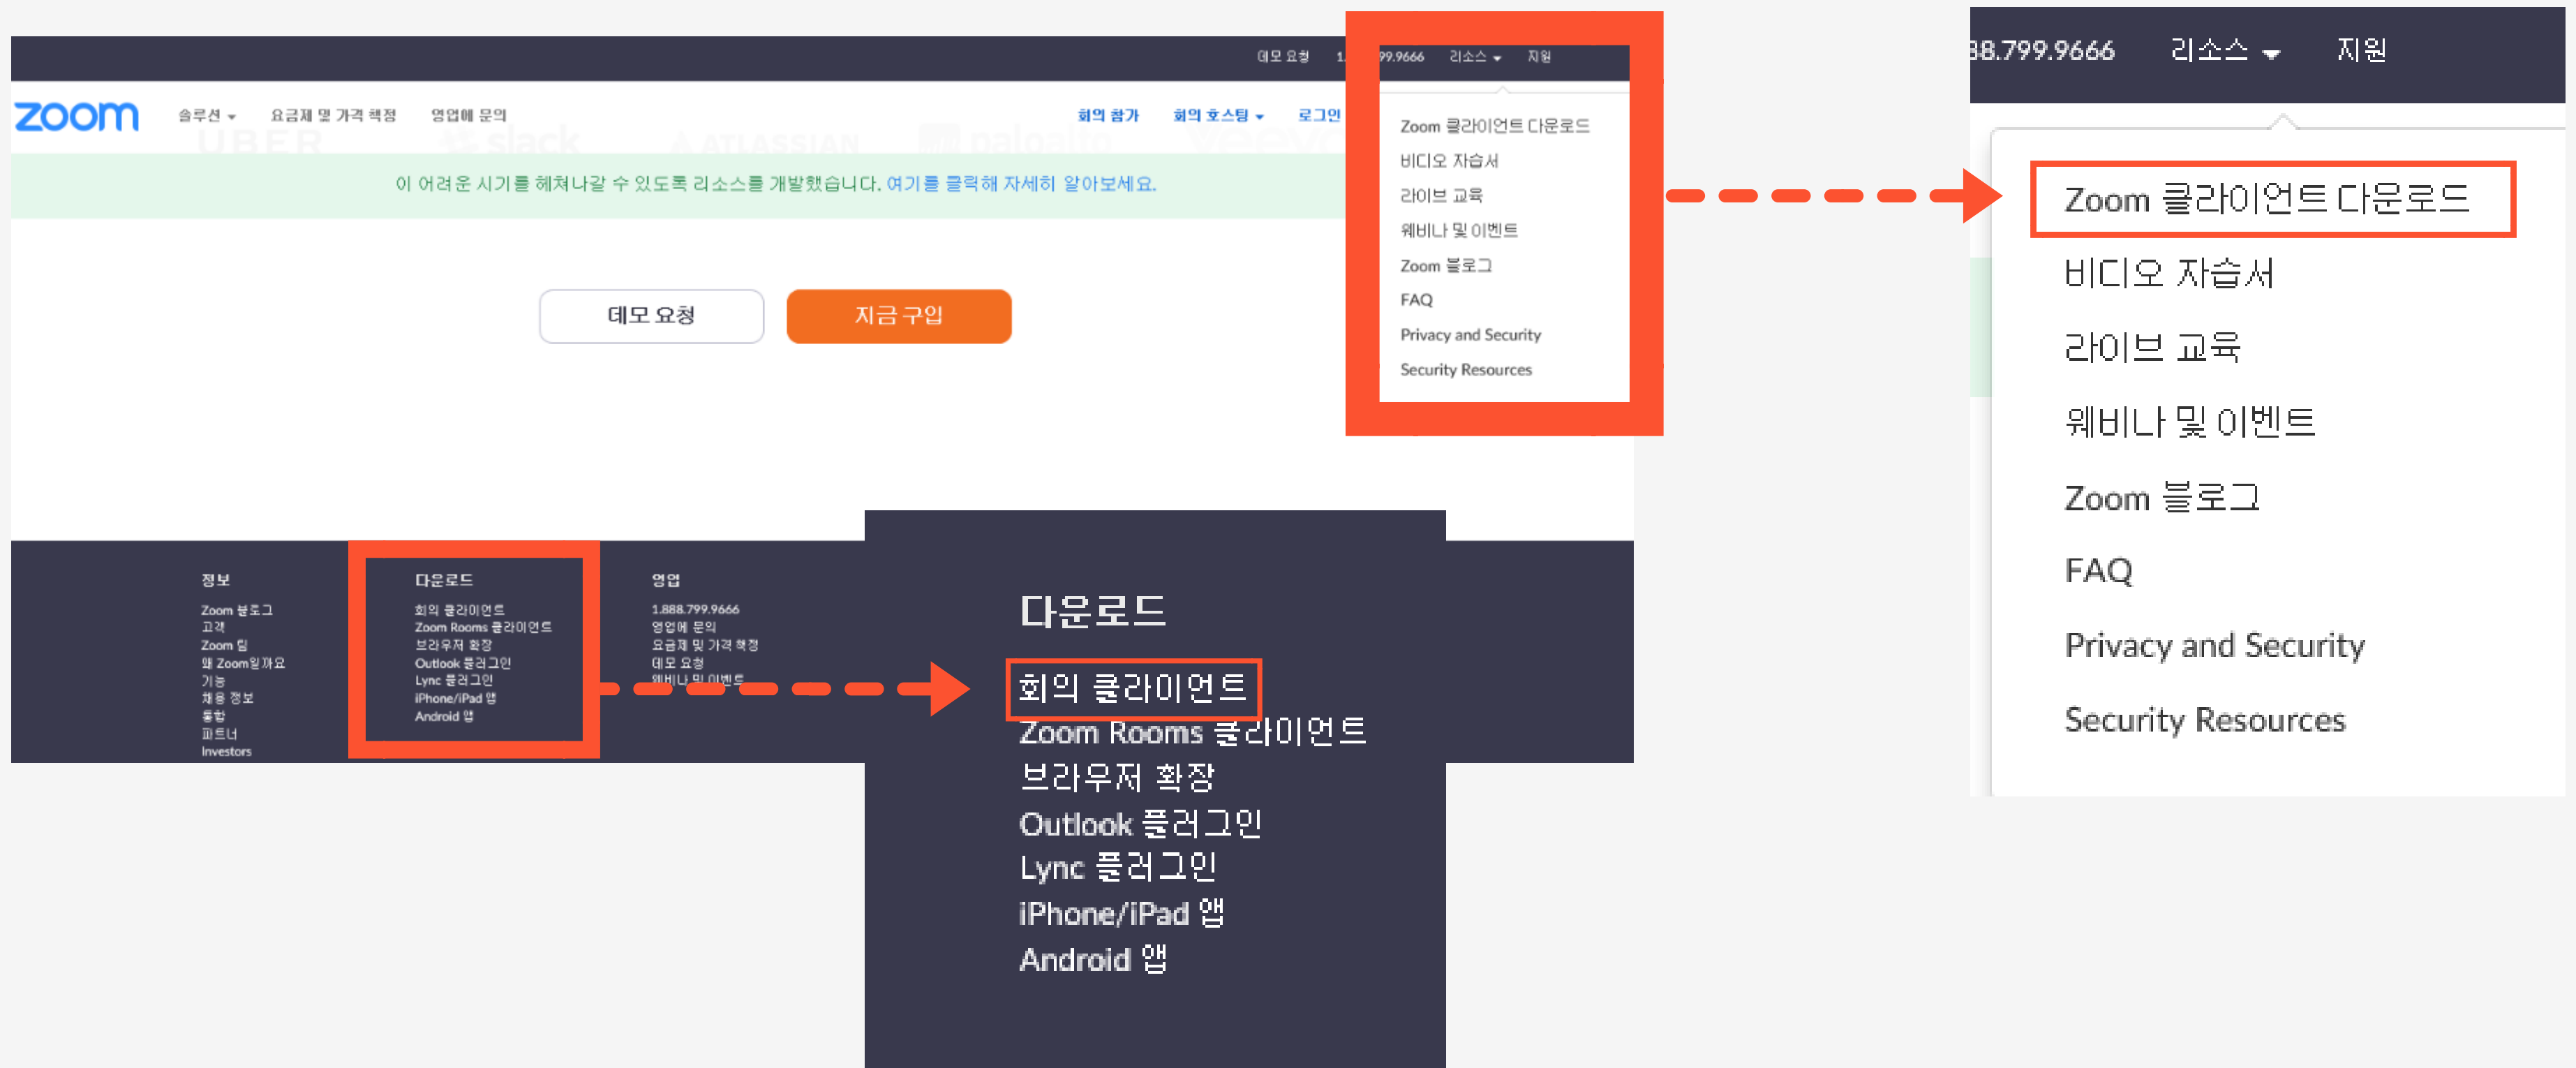 데모 요청 1. 99.9666 리소스 지원
zoom 솔루션 요금제 및 가격 책정 영업에 문의 회의 참가 회의 호스팅 로그인
UBER slack ATLASSIAN paloalto
이 어려운 시기를 헤쳐나갈 수 있도록 리소스를 개발했습니다. 여기를 클릭해 자세히 알아보세요.
데모 요청 지금 구입
Zoom 클라이언트 다운로드
비디오 자습서
라이브 교육
웨비나 및 이벤트
Zoom 블로그
FAQ
Privacy and Security
Security Resources
88.799.9666 리소스 지원
Zoom 클라이언트 다운로드
비디오 자습서
라이브 교육
웨비나 및 이벤트
Zoom 블로그
FAQ
Privacy and Security
Security Resources
정보
Zoom 블로그
고객
Zoom 팀
왜 Zoom일까요
기능
채용 정보
통합
파트너
Investors
다운로드
회의 클라이언트
Zoom Rooms 클라이언트
브라우저 확장
Outlook 플러그인
Lync 플러그인
iPhone/iPad 앱
Android 앱
영업
1.888.799.9666
영업에 문의
요금제 및 가격 책정
데모 요청
웨비나 및 이벤트
다운로드
회의 클라이언트
Zoom Rooms 클라이언트
브라우저 확장
Outlook 플러그인
Lync 플러그인
iPhone/iPad 앱
Android 앱